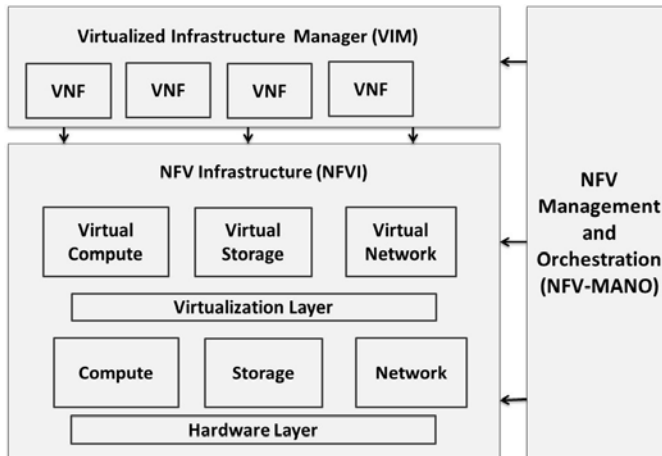 Virtualized Infrastructure Manager (VIM)
VNF
VNF
VNF
VNF
NFV Infrastructure (NFVI)
Virtual
Compute
Virtual
Storage
Virtual
Network
Virtualization Layer
Compute
Storage
Network
Hardware Layer
NFV
Management
and
Orchestration
(NFV-MANO)